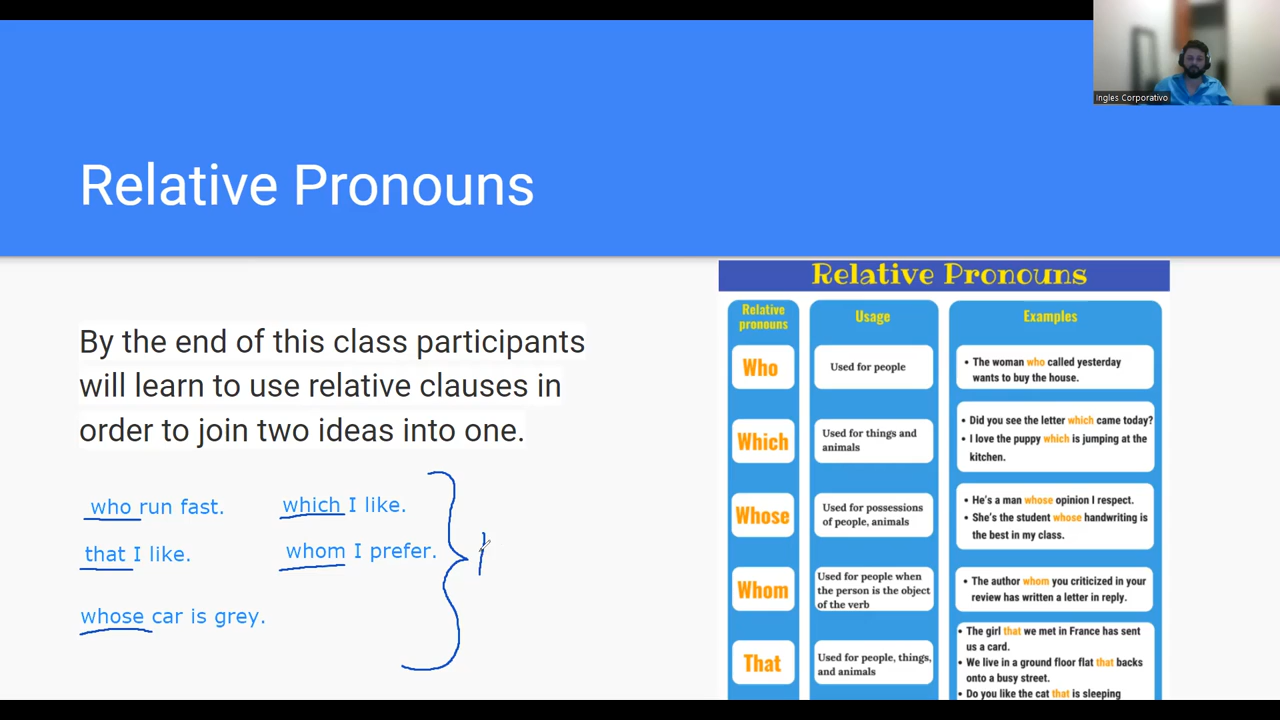 Ingles Corporativo
Relative Pronouns
By the end of this class participants
will learn to use relative clauses in
order to join two ideas into one.
who run fast.
which I like.
that I like.
whom I prefer.
whose car is grey.
Relative Pronouns
Relative
pronouns
Usage
Examples
Who
Used for people
• The woman who called yesterday
wants to buy the house.
Which
Used for things and
animals
• Did you see the letter which came today?
• I love the puppy which is jumping at the
kitchen.
Whose
Used for possessions
of people, animals
• He's a man whose opinion I respect.
• She's the student whose handwriting is
the best in my class.
Whom
Used for people when
the person is the object
of the verb
• The author whom you criticized in your
review has written a letter in reply.
That
Used for people, things,
and animals
• The girl that we met in France has sent
us a card.
• We live in a ground floor flat that backs
onto a busy street.
• Do you like the cat that is sleeping